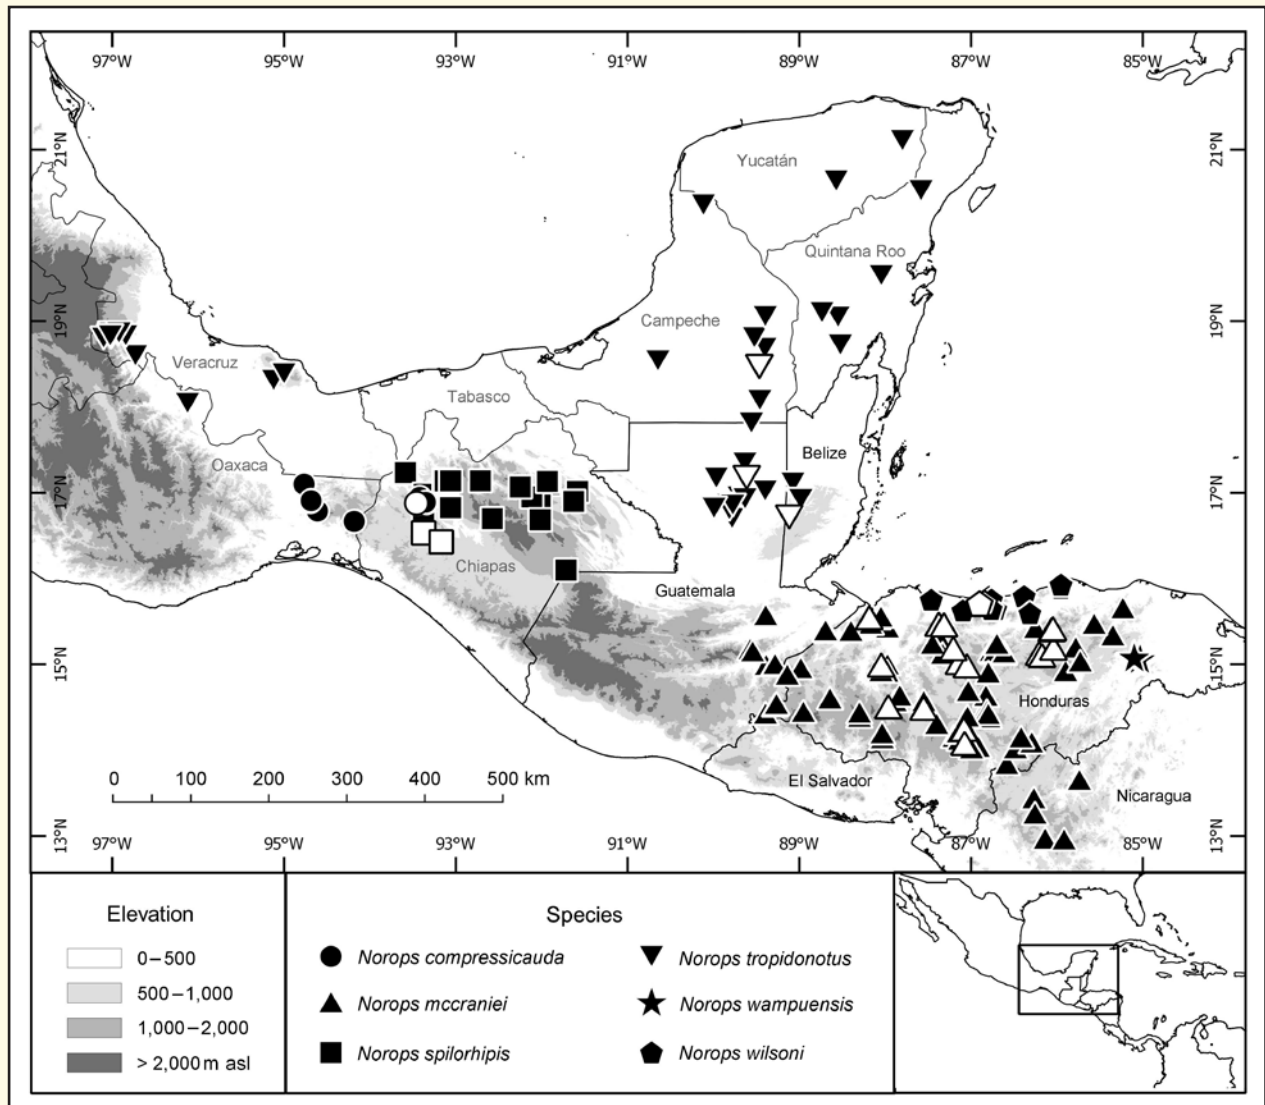 97°W 95°W 93°W 91°W 89°W 87°W 85°W
21°N 21°N
Yucatán
Quintana Roo
19°N Campeche 19°N
Veracruz
Tabasco
Belize
Oaxaca
17°N 17°N
Chiapas
Guatemala
15°N 15°N
Honduras
0 100 200 300 400 500 km
El Salvador
Nicaragua
13°N 13°N
97°W 95°W 93°W 91°W 89°W 87°W 85°W
Elevation
0–500
500–1,000
1,000–2,000
> 2,000 m asl
Species
Norops compressicauda
Norops mccraniei
Norops spilorhipis
Norops tropidonotus
Norops wampuensis
Norops wilsoni